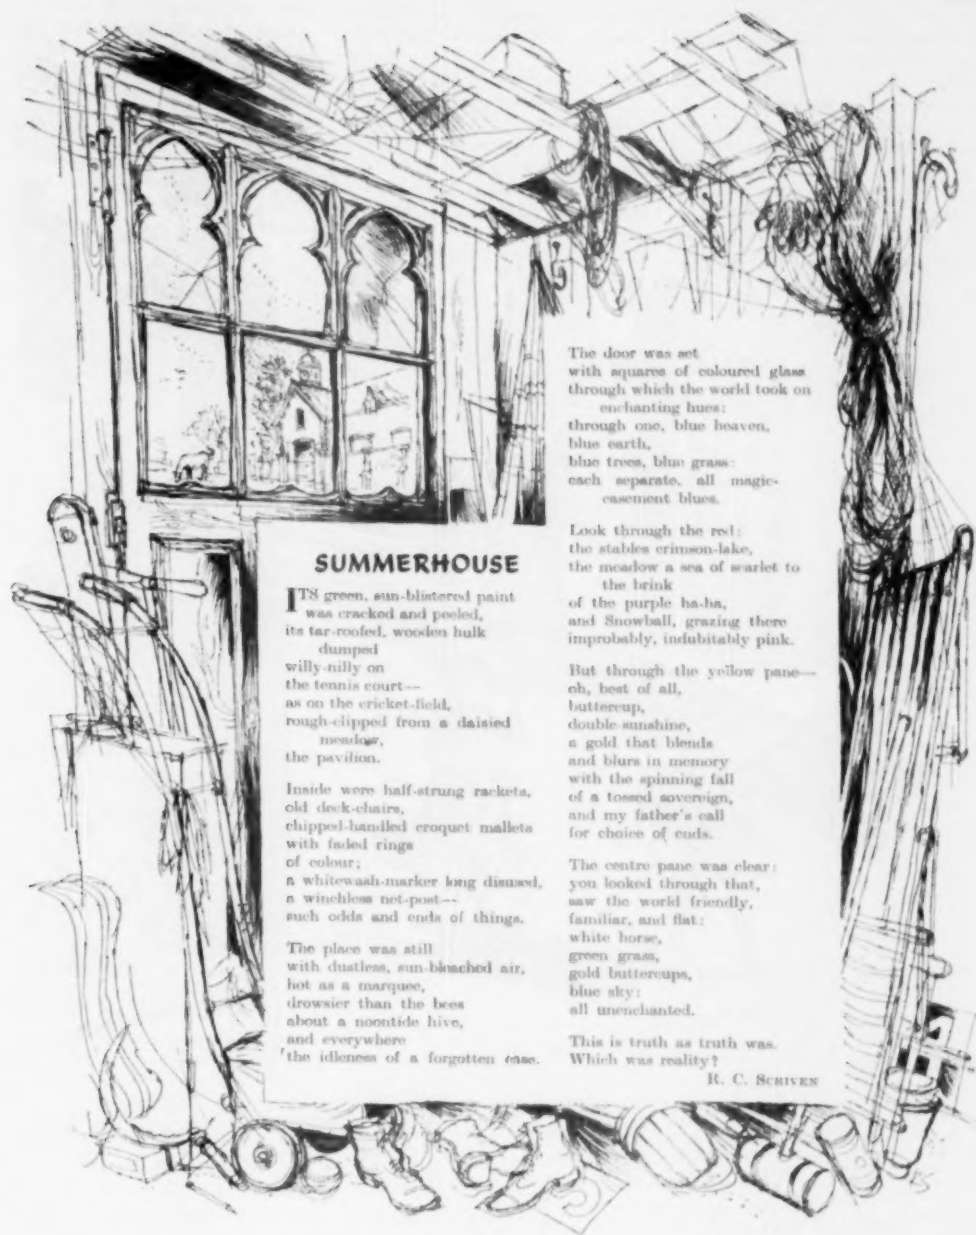 SUMMERHOUSE
ITS green, sun-blistered paint
was cracked and peeled,
its tar-roofed, wooden hulk
dumped
willy-nilly on
the tennis court—
as on the cricket-field,
rough-clipped from a daisied
meadow,
the pavilion.
Inside were half-strung rackets,
old deck-chairs,
chipped-handled croquet mallets
with faded rings
of colour;
a whitewash-marker long disused,
a winchless net-post—
such odds and ends of things.
The place was still
with dustless, sun-bleached air,
hot as a marquee,
drowsier than the bees
about a noontide hive,
and everywhere
the idleness of a forgotten ease.
The door was set
with squares of coloured glass
through which the world took on
enchanting hues:
through one, blue heaven,
blue earth,
blue trees, blue grass:
each separate, all magic-
casement blues.
Look through the red:
the stables crimson-lake,
the meadow a sea of scarlet to
the brink
of the purple ha-ha,
and Snowball, grazing there
improbably, indubitably pink.
But through the yellow pane—
oh, best of all,
buttercup,
double sunshine,
a gold that blends
and blurs in memory
with the spinning fall
of a tossed sovereign,
and my father's call
for choice of ends.
The centre pane was clear:
you looked through that,
saw the world friendly,
familiar, and flat:
white horse,
green grass,
gold buttercups,
blue sky:
all unenchanted.
This is truth as truth was.
Which was reality?
R. C. SCRIVEN